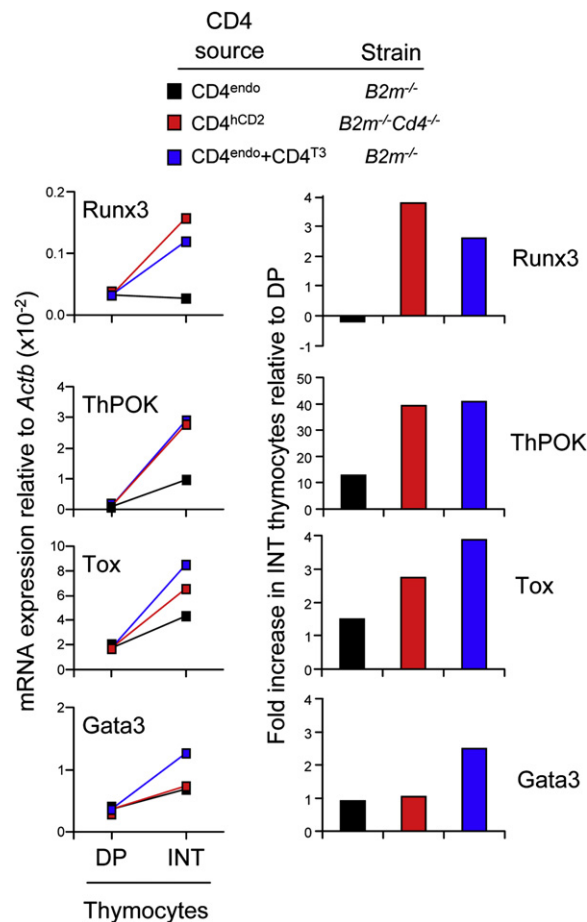 CD4
source Strain
CD4endo B2m-/-
CD4hCD2 B2m-/-Cd4-/-
CD4endo+CD4T3 B2m-/-
mRNA expression relative to Actb (x10-2)
Runx3
0.2
0.1
0.0
ThPOK
4
3
2
1
0
Tox
10
8
6
4
2
0
Gata3
2
1
0
DP INT
Thymocytes
Fold increase in INT thymocytes relative to DP
4
3
2
1
0
-1
Runx3
50
40
30
20
10
0
ThPOK
4
3
2
1
0
Tox
4
3
2
1
0
Gata3